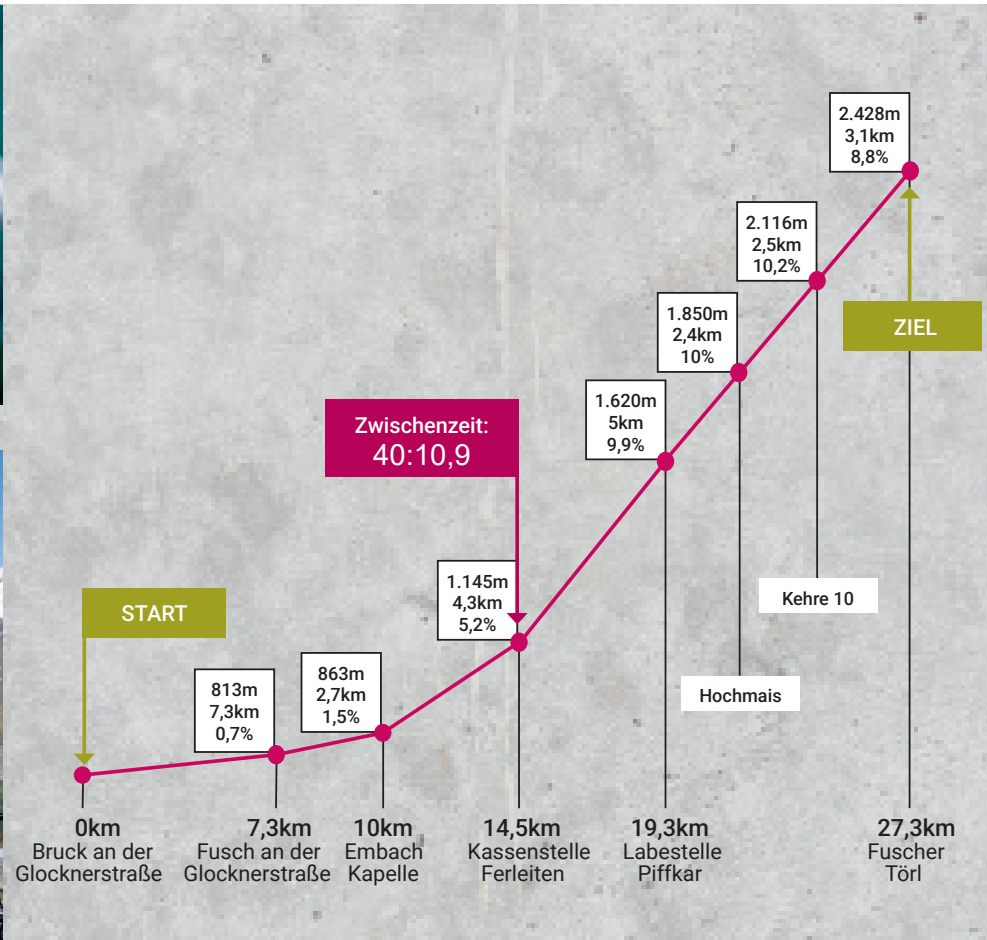 2.428m
3,1km
8,8%
2.116m
2,5km
10,2%
ZIEL
1.850m
2,4km
10%
1.620m
5km
9,9%
Zwischenzeit:
40:10,9
1.145m
4,3km
5,2%
START
Kehre 10
863m
2,7km
1,5%
813m
7,3km
0,7%
Hochmais
0km
Bruck an der
Glocknerstraße
7,3km
Fusch an der
Glocknerstraße
10km
Embach
Kapelle
14,5km
Kassenstelle
Ferleiten
19,3km
Labestelle
Piffkar
27,3km
Fuscher
Törl